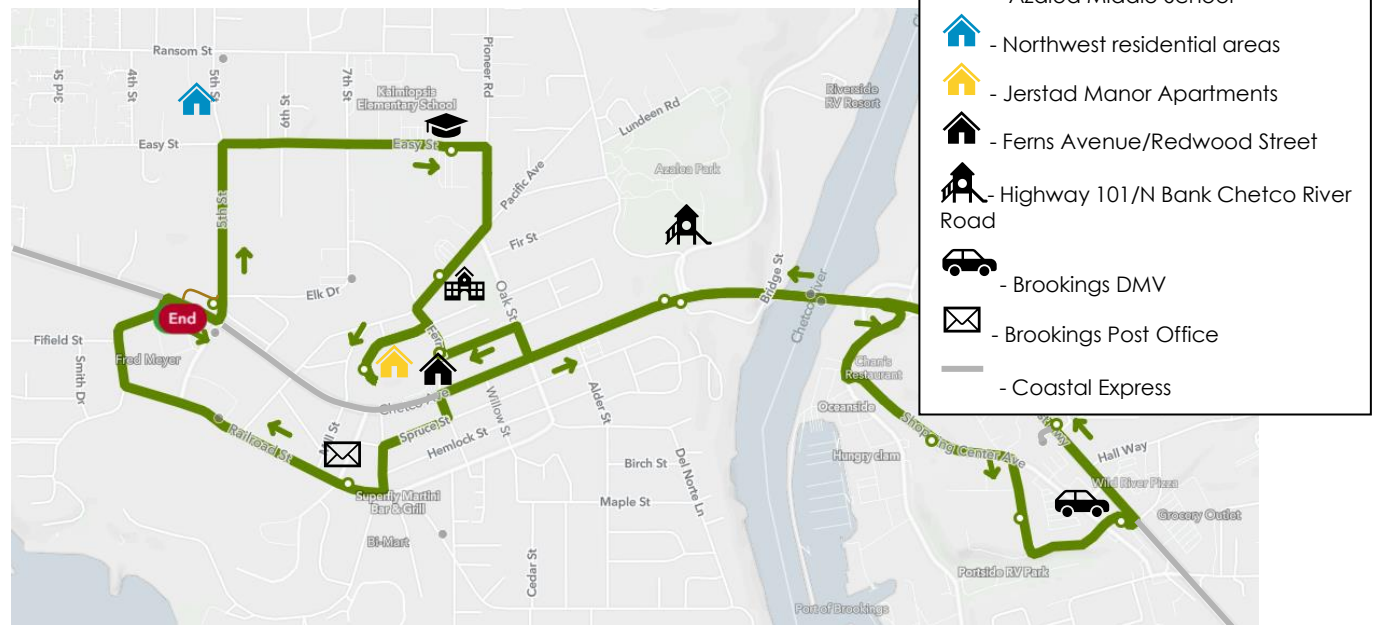 - Azalea Middle School
- Northwest residential areas
- Jerstad Manor Apartments
- Ferns Avenue/Redwood Street
- Highway 101/N Bank Chetco River
Road
- Brookings DMV
- Brookings Post Office
- Coastal Express
Ransom St
3rd St
4th St
5th St
6th St
7th St
Pioneer Rd
Kalmiopsis
Elementary School
Easy St
Easy St
Lundeen Rd
Riverside
RV Resort
Azalea Park
Pacific Ave
5th St
Fir St
Elk Dr
Oak St
Bridge St
Chetco River
End
Fifield St
Fred Meyer
Smith Dr
Fern
Chetco Ave
Willow St
Alder St
Chan's
Restaurant
Oceanside
Mill St
Spruce St
Hemlock St
Railroad St
Birch St
Del Norte Ln
Hungry clam
Shopping Center Ave
Hall Way
Wild River Pizza
Superfly Martini
Bar & Grill
Maple St
Grocery Outlet
Bi-Mart
Cedar St
Portside RV Park
Port of Brookings